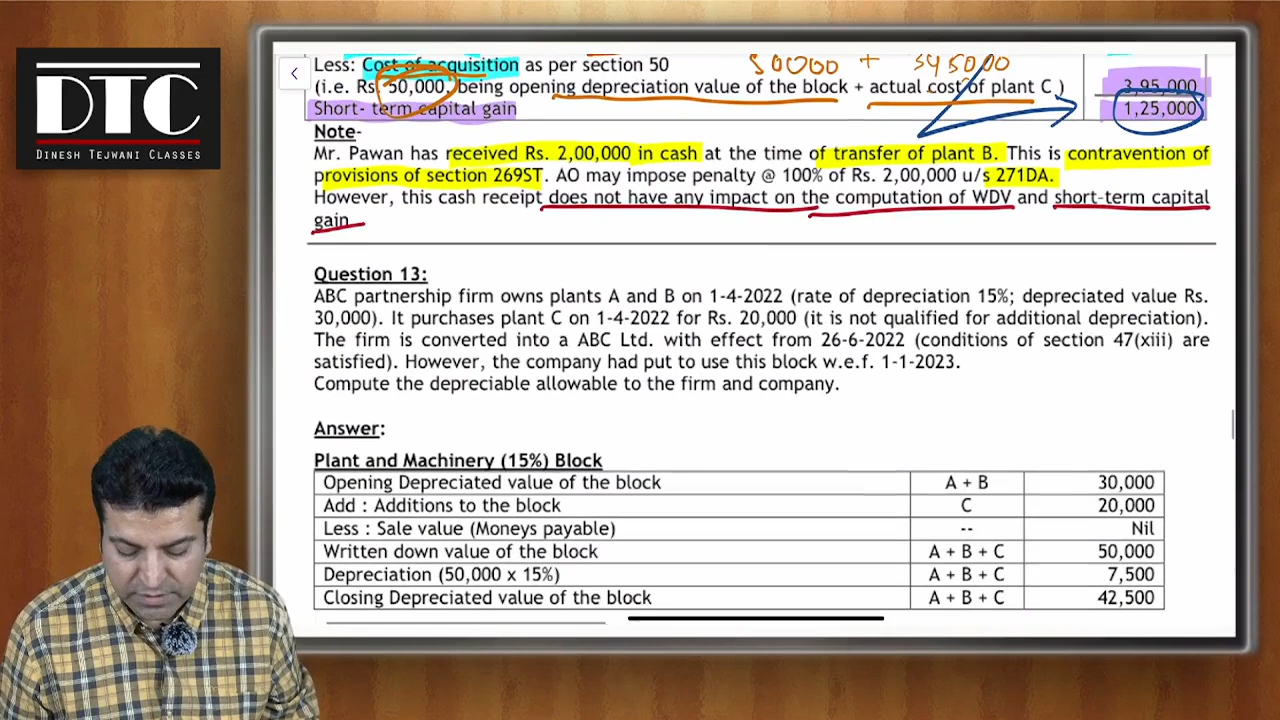 DTC
DINESH TEJWANI CLASSES
Less: Cost of acquisition as per section 50
50000 + 345000
(i.e. Rs. 50,000, being opening depreciation value of the block + actual cost of plant C )
3,95,000
Short- term capital gain
1,25,000
Note-
Mr. Pawan has received Rs. 2,00,000 in cash at the time of transfer of plant B. This is contravention of
provisions of section 269ST. AO may impose penalty @ 100% of Rs. 2,00,000 u/s 271DA.
However, this cash receipt does not have any impact on the computation of WDV and short-term capital
gain.
Question 13:
ABC partnership firm owns plants A and B on 1-4-2022 (rate of depreciation 15%; depreciated value Rs.
30,000). It purchases plant C on 1-4-2022 for Rs. 20,000 (it is not qualified for additional depreciation).
The firm is converted into a ABC Ltd. with effect from 26-6-2022 (conditions of section 47(xiii) are
satisfied). However, the company had put to use this block w.e.f. 1-1-2023.
Compute the depreciable allowable to the firm and company.
Answer:
Plant and Machinery (15%) Block
Opening Depreciated value of the block A + B 30,000
Add : Additions to the block C 20,000
Less : Sale value (Moneys payable) -- Nil
Written down value of the block A + B + C 50,000
Depreciation (50,000 x 15%) A + B + C 7,500
Closing Depreciated value of the block A + B + C 42,500